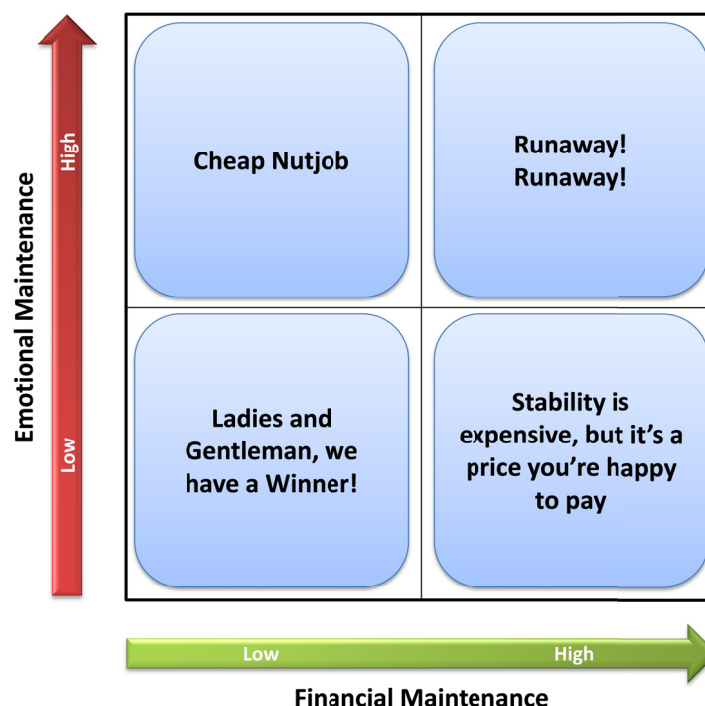 Emotional Maintenance
High
Low
Cheap Nutjob
Runaway!
Runaway!
Ladies and
Gentleman, we
have a Winner!
Stability is
expensive, but it’s a
price you’re happy
to pay
Low
High
Financial Maintenance